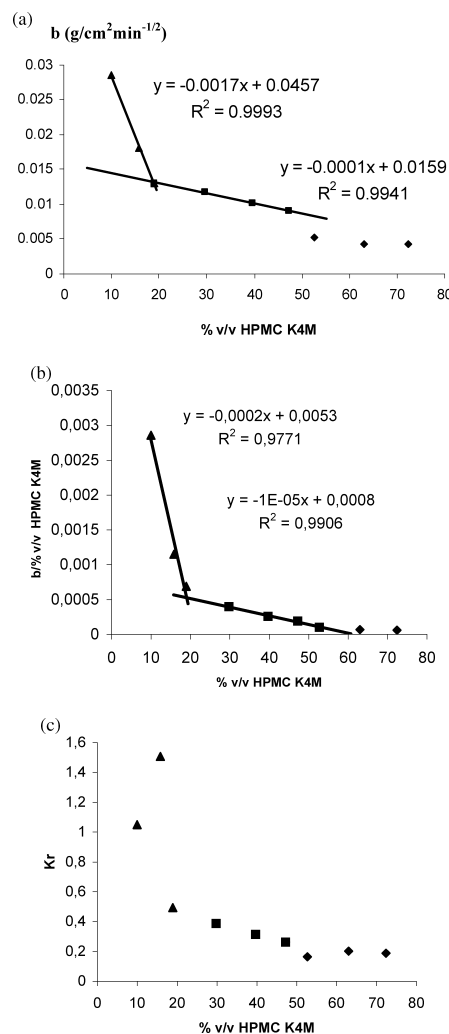 (a)
b (g/cm²min⁻¹/²)
0.03
0.025
0.02
0.015
0.01
0.005
0
y = -0.0017x + 0.0457
R² = 0.9993
y = -0.0001x + 0.0159
R² = 0.9941
0 10 20 30 40 50 60 70 80
% v/v HPMC K4M
(b)
b/% v/v HPMC K4M
0,0035
0,003
0,0025
0,002
0,0015
0,001
0,0005
0
y = -0,0002x + 0,0053
R² = 0,9771
y = -1E-05x + 0,0008
R² = 0,9906
0 10 20 30 40 50 60 70 80
% v/v HPMC K4M
(c)
Kr
1,6
1,4
1,2
1
0,8
0,6
0,4
0,2
0
0 10 20 30 40 50 60 70 80
% v/v HPMC K4M